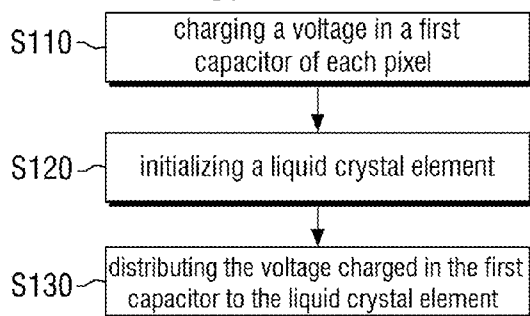 S110
charging a voltage in a first
capacitor of each pixel
S120
initializing a liquid crystal element
S130
distributing the voltage charged in the first
capacitor to the liquid crystal element